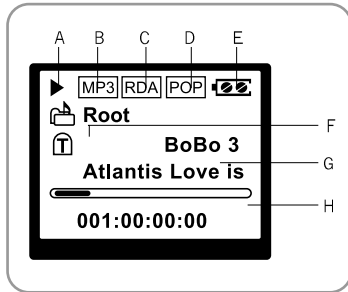 A B C D E
MP3 RDA POP
Root
F
T
BoBo 3
G
Atlantis Love is
H
001:00:00:00